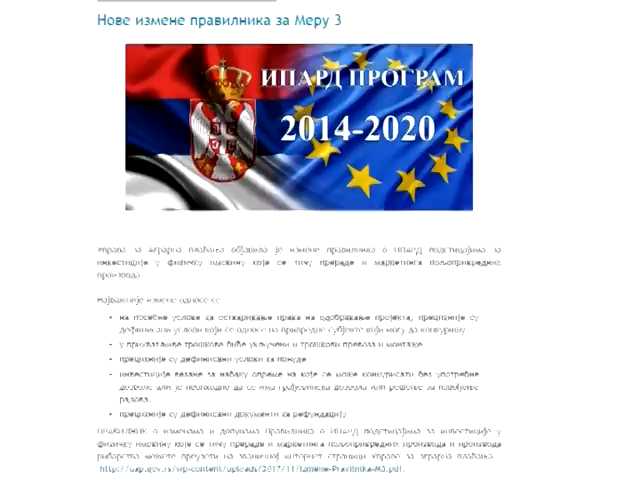 Нове измене правилника за Меру 3
ИПАРД ПРОГРАМ
2014-2020
Управа за аграрна плаћања објавила је измене правилника о ИПАРД подстицајима за
инвестиције у физичку имовину које се тичу прераде и маркетинга пољопривредних
производа
Најважније измене односе се
на посебне услове за остваривање права на одобравање пројекта, прецизније су
дефинисани услови који се односе на привредне субјекте који могу да конкуришу
у прихватљиве трошкове биће укључени и трошкови превоза и монтаже
прецизније су дефинисани услови за понуде
инвестиције везане за набаку опреме на које се може конкурисати без употребне
дозволе али је неопходно да се има грађевинска дозвола или решење за извођење
радова.
прецизније су дефинисани документи за рефундацију
ПРАВИЛНИК о изменама и допунама Правилника о ИПАРД подстицајима за инвестиције у
физичку имовину које се тичу прераде и маркетинга пољопривредних производа и производа
рибарства можете преузети на званичној интернет страници Управе за аграрна плаћања -
http://uap.gov.rs/wp-content/uploads/2017/11/Izmene-Pravilnika-M3.pdf.